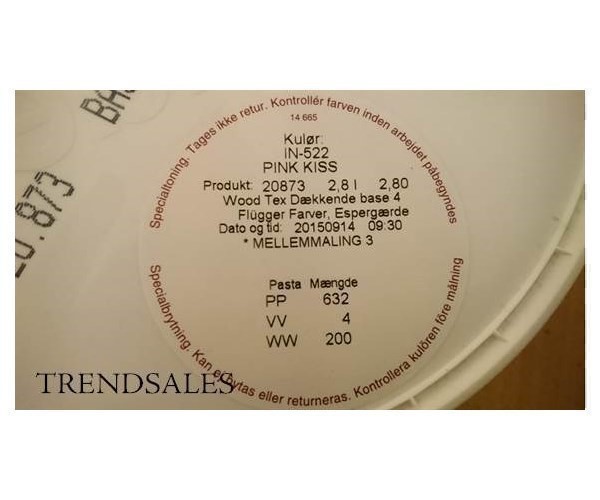 BAS
20.873
Specialtoning. Tages ikke retur. Kontrollér farven inden arbejdet påbegyndes
14 665
Kulør:
IN-522
PINK KISS
Produkt: 20873 2,8 l 2,80
Wood Tex Dækkende base 4
Flügger Farver, Espergærde
Dato og tid: 20150914 09:30
* MELLEMMALING 3
Pasta Mængde
PP 632
VV 4
WW 200
Specialbrytning. Kan ej bytas eller returneras. Kontrollera kulören före målning
TRENDSALES